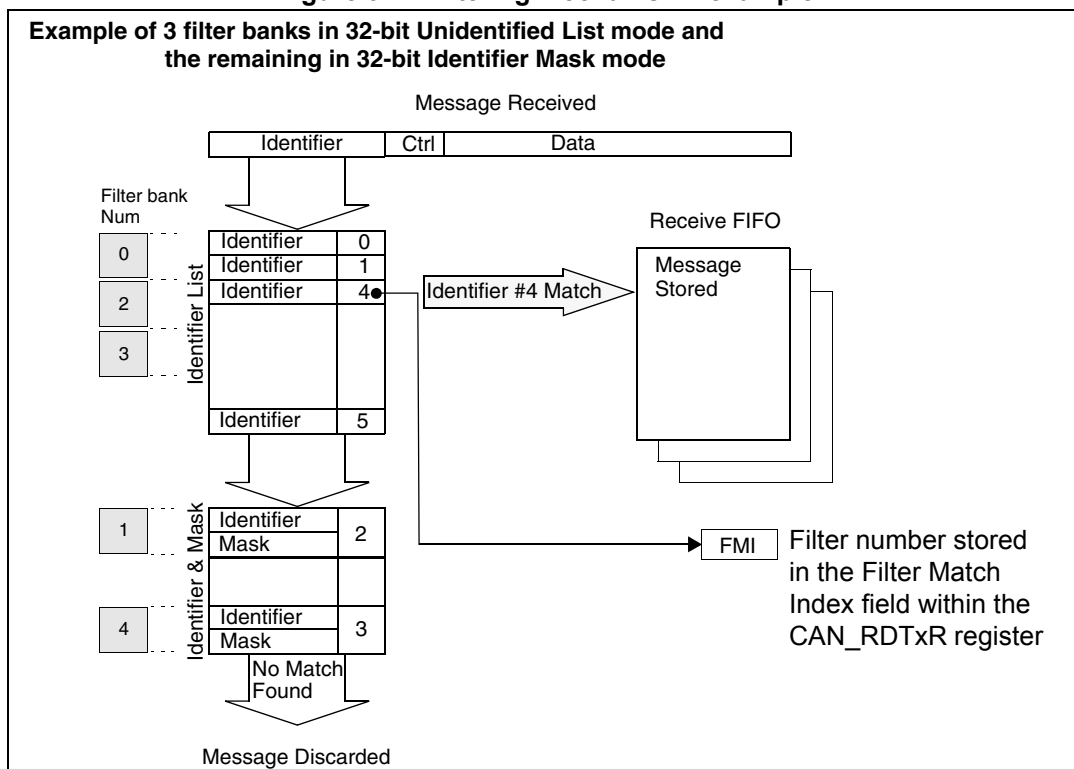 Example of 3 filter banks in 32-bit Unidentified List mode and
the remaining in 32-bit Identifier Mask mode
Message Received
Identifier Ctrl Data
Filter bank
Num
Receive FIFO
0
2
3
Identifier List
Identifier 0
Identifier 1
Identifier 4
Identifier 5
Identifier #4 Match
Message
Stored
1
4
Identifier & Mask
Identifier
Mask
2
Identifier
Mask
3
FMI
Filter number stored
in the Filter Match
Index field within the
CAN_RDTxR register
No Match
Found
Message Discarded